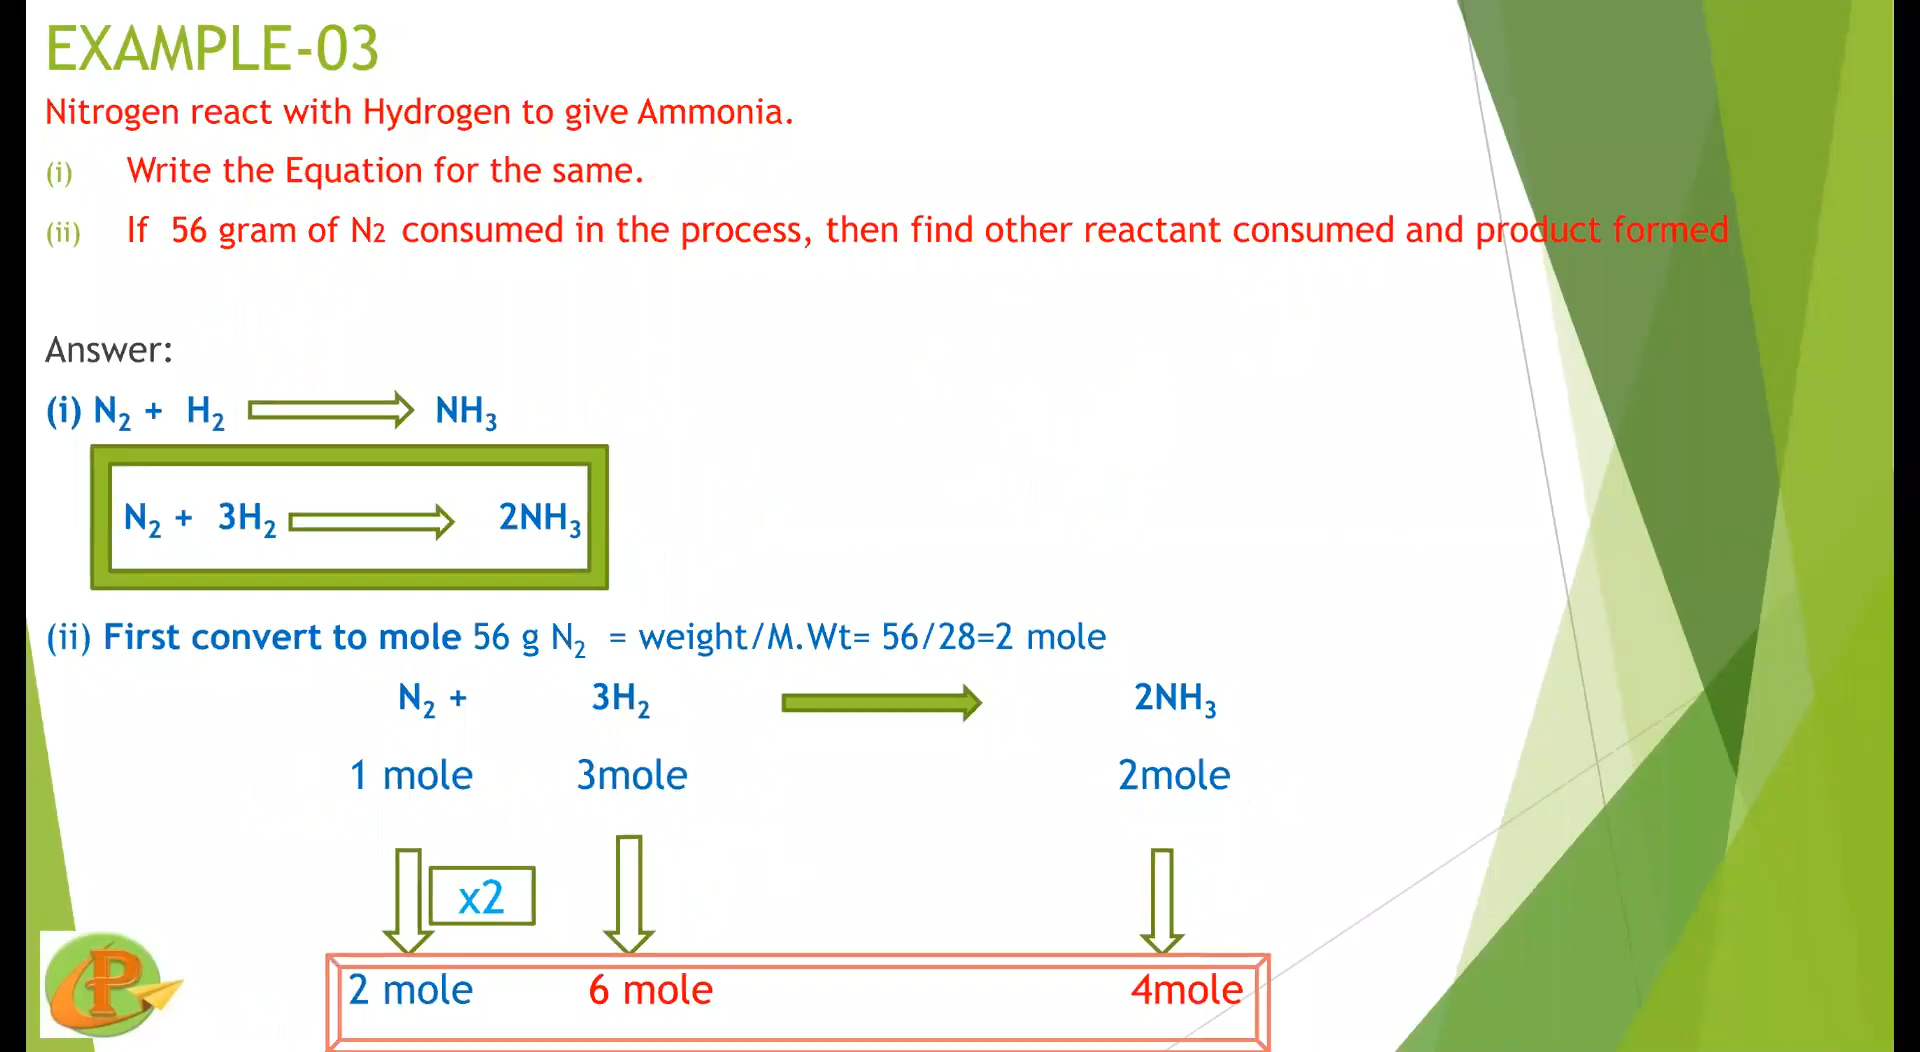 EXAMPLE-03
Nitrogen react with Hydrogen to give Ammonia.
(i) Write the Equation for the same.
(ii) If 56 gram of N2 consumed in the process, then find other reactant consumed and product formed
Answer:
(i) N₂ + H₂ NH₃
N₂ + 3H₂ 2NH₃
(ii) First convert to mole 56 g N₂ = weight/M.Wt= 56/28=2 mole
N₂ + 3H₂ 2NH₃
1 mole 3mole 2mole
x2
2 mole 6 mole 4mole
P